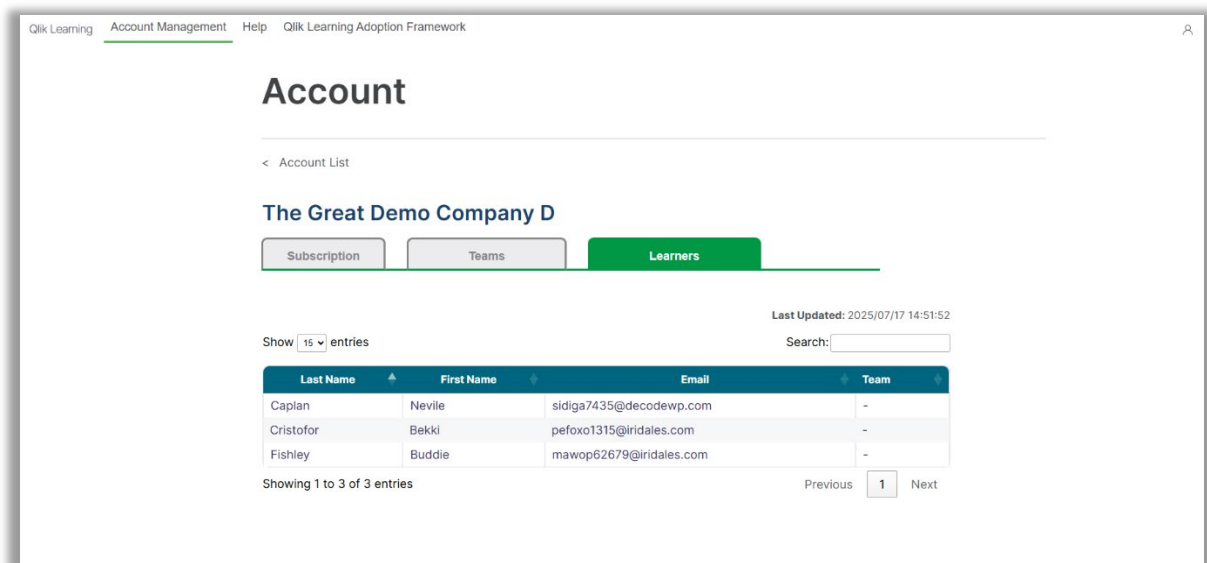 Qlik Learning Account Management Help Qlik Learning Adoption Framework
Account
< Account List
The Great Demo Company D
Subscription Teams Learners
Last Updated: 2025/07/17 14:51:52
Show 15 entries Search:
Last Name First Name Email Team
Caplan Nevile sidiga7435@decodewp.com -
Cristofor Bekki pefoxo1315@iridales.com -
Fishley Buddie mawop62679@iridales.com -
Showing 1 to 3 of 3 entries Previous 1 Next